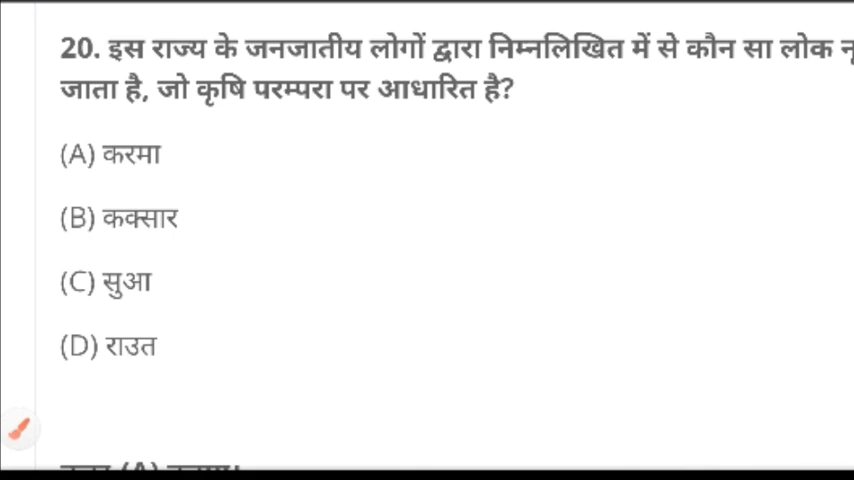 20. इस राज्य के जनजातीय लोगों द्वारा निम्नलिखित में से कौन सा लोक
जाता है, जो कृषि परम्परा पर आधारित है?
(A) करमा
(B) कक्सार
(C) सुआ
(D) राउत